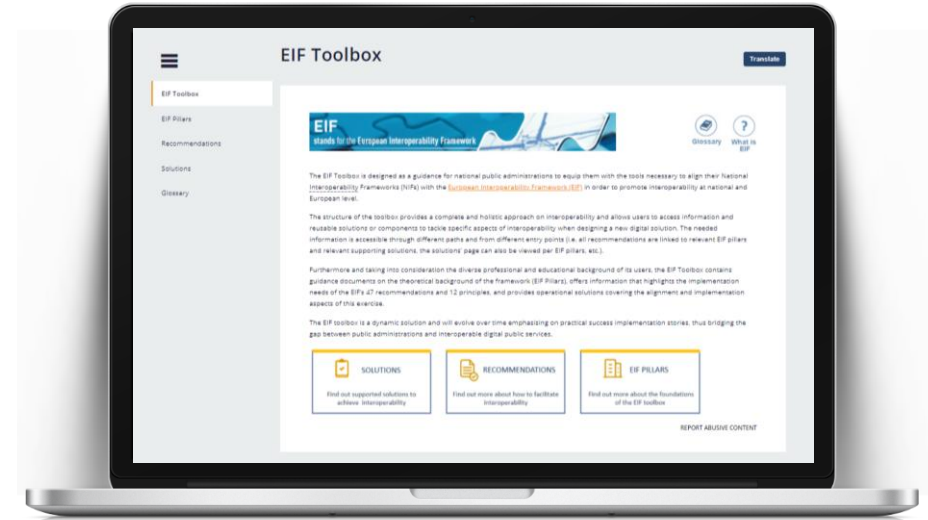 EIF Toolbox
Translate
EIF Toolbox
EIF Pillars
Recommendations
Solutions
Glossary
EIF
stands for the European Interoperability Framework
Glossary
What is
EIF
The EIF Toolbox is designed as a guidance for national public administrations to equip them with the tools necessary to align their National
Interoperability Frameworks (NIFs) with the European Interoperability Framework (EIF) in order to promote interoperability at national and
European level.
The structure of the toolbox provides a complete and holistic approach on interoperability and allows users to access information and
reusable solutions or components to tackle specific aspects of interoperability when designing a new digital solution. The needed
information is accessible through different paths and from different entry points (i.e. all recommendations are linked to relevant EIF pillars
and relevant supporting solutions, the solutions' page can also be viewed per EIF pillars, etc.).
Furthermore and taking into consideration the diverse professional and educational background of its users, the EIF Toolbox contains
guidance documents on the theoretical background of the framework (EIF Pillars), offers information that highlights the implementation
needs of the EIF's 47 recommendations and 12 principles, and provides operational solutions covering the alignment and implementation
aspects of this exercise.
The EIF toolbox is a dynamic solution and will evolve over time emphasizing on practical success implementation stories, thus bridging the
gap between public administrations and interoperable digital public services.
SOLUTIONS
Find out supported solutions to
achieve interoperability
RECOMMENDATIONS
Find out more about how to facilitate
interoperability
EIF PILLARS
Find out more about the foundations
of the EIF toolbox
REPORT ABUSIVE CONTENT